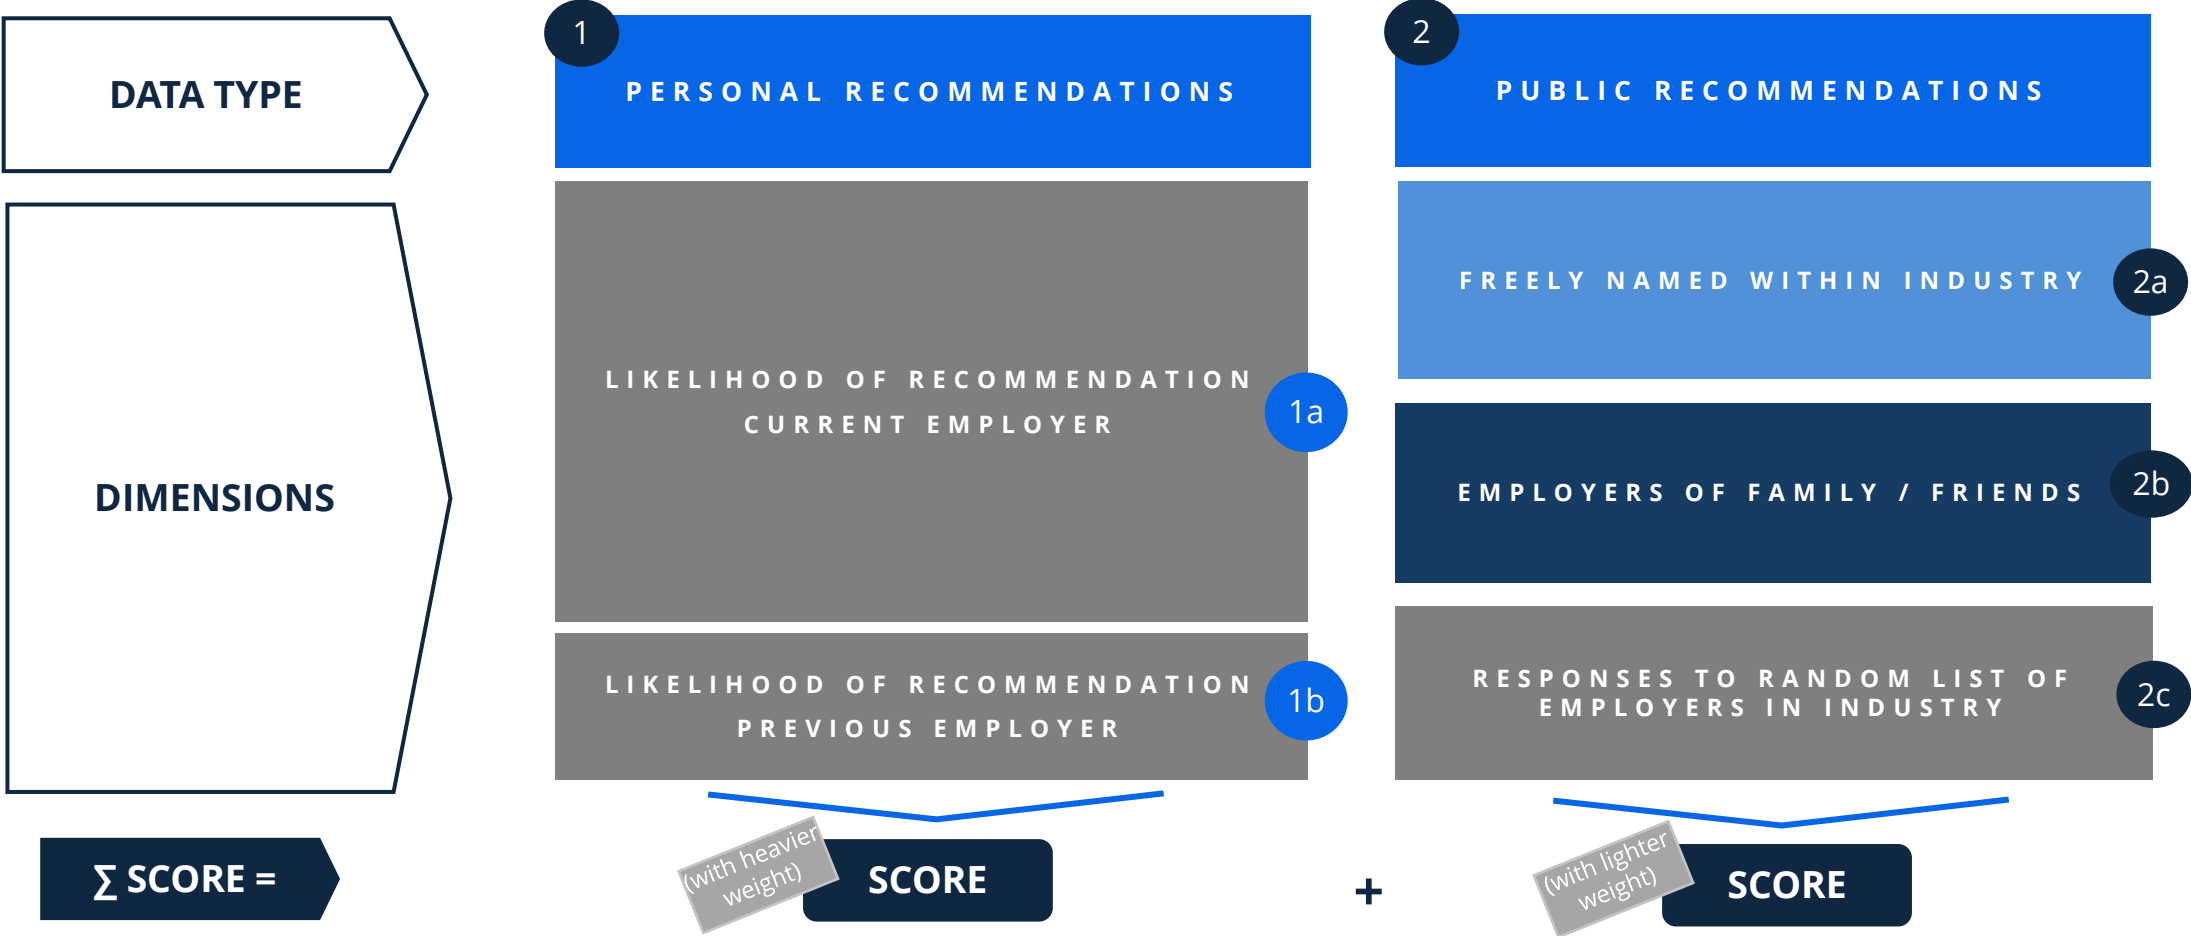 DATA TYPE
1
PERSONAL RECOMMENDATIONS
2
PUBLIC RECOMMENDATIONS
DIMENSIONS
LIKELIHOOD OF RECOMMENDATION
CURRENT EMPLOYER
1a
LIKELIHOOD OF RECOMMENDATION
PREVIOUS EMPLOYER
1b
FREELY NAMED WITHIN INDUSTRY
2a
EMPLOYERS OF FAMILY / FRIENDS
2b
RESPONSES TO RANDOM LIST OF
EMPLOYERS IN INDUSTRY
2c
∑ SCORE =
(with heavier
weight)
SCORE
+
(with lighter
weight)
SCORE